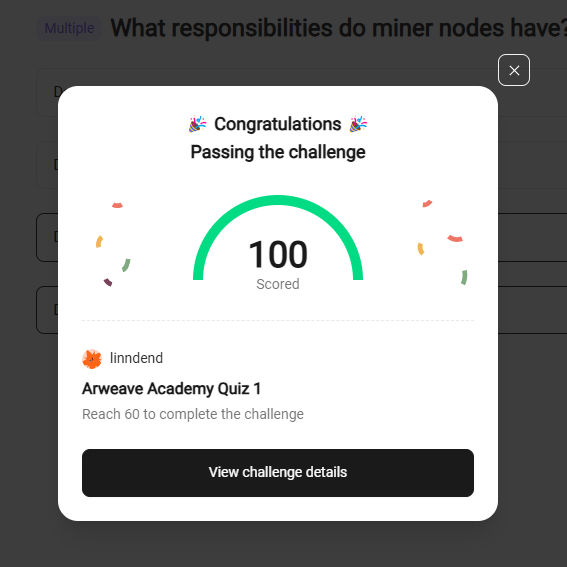 Multiple What responsibilities do miner nodes have?
Congratulations
Passing the challenge
100
Scored
linndend
Arweave Academy Quiz 1
Reach 60 to complete the challenge
View challenge details